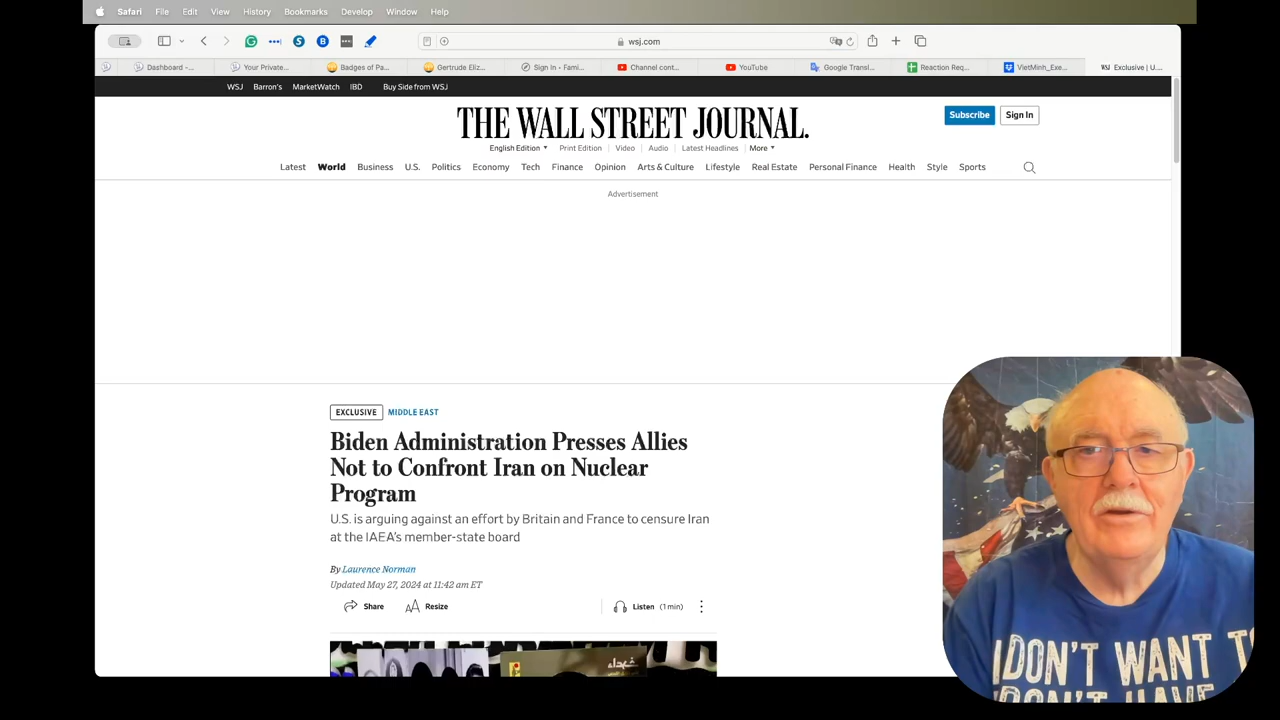 Safari File Edit View History Bookmarks Develop Window Help
wsj.com
Dashboard -... Your Private... Badges of Pa... Gertrude Eliz... Sign In - Fami... Channel cont... YouTube Google Transl... Reaction Req... VietMinh_Exe... WSJ Exclusive | U....
WSJ Barron's MarketWatch IBD Buy Side from WSJ
THE WALL STREET JOURNAL.
Subscribe Sign In
English Edition Print Edition Video Audio Latest Headlines More
Latest World Business U.S. Politics Economy Tech Finance Opinion Arts & Culture Lifestyle Real Estate Personal Finance Health Style Sports
Advertisement
EXCLUSIVE MIDDLE EAST
Biden Administration Presses Allies
Not to Confront Iran on Nuclear
Program
U.S. is arguing against an effort by Britain and France to censure Iran
at the IAEA's member-state board
By Laurence Norman
Updated May 27, 2024 at 11:42 am ET
Share Resize Listen (1 min)
I DON'T WANT TO
DON'T HAVE